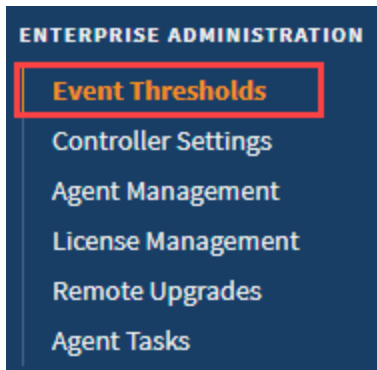 ENTERPRISE ADMINISTRATION
Event Thresholds
Controller Settings
Agent Management
License Management
Remote Upgrades
Agent Tasks